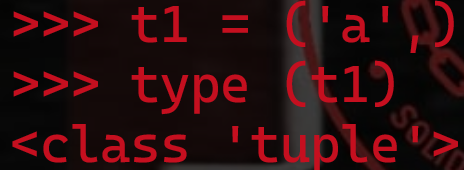 >>> t1 = ('a',)
>>> type (t1)
<class 'tuple'>